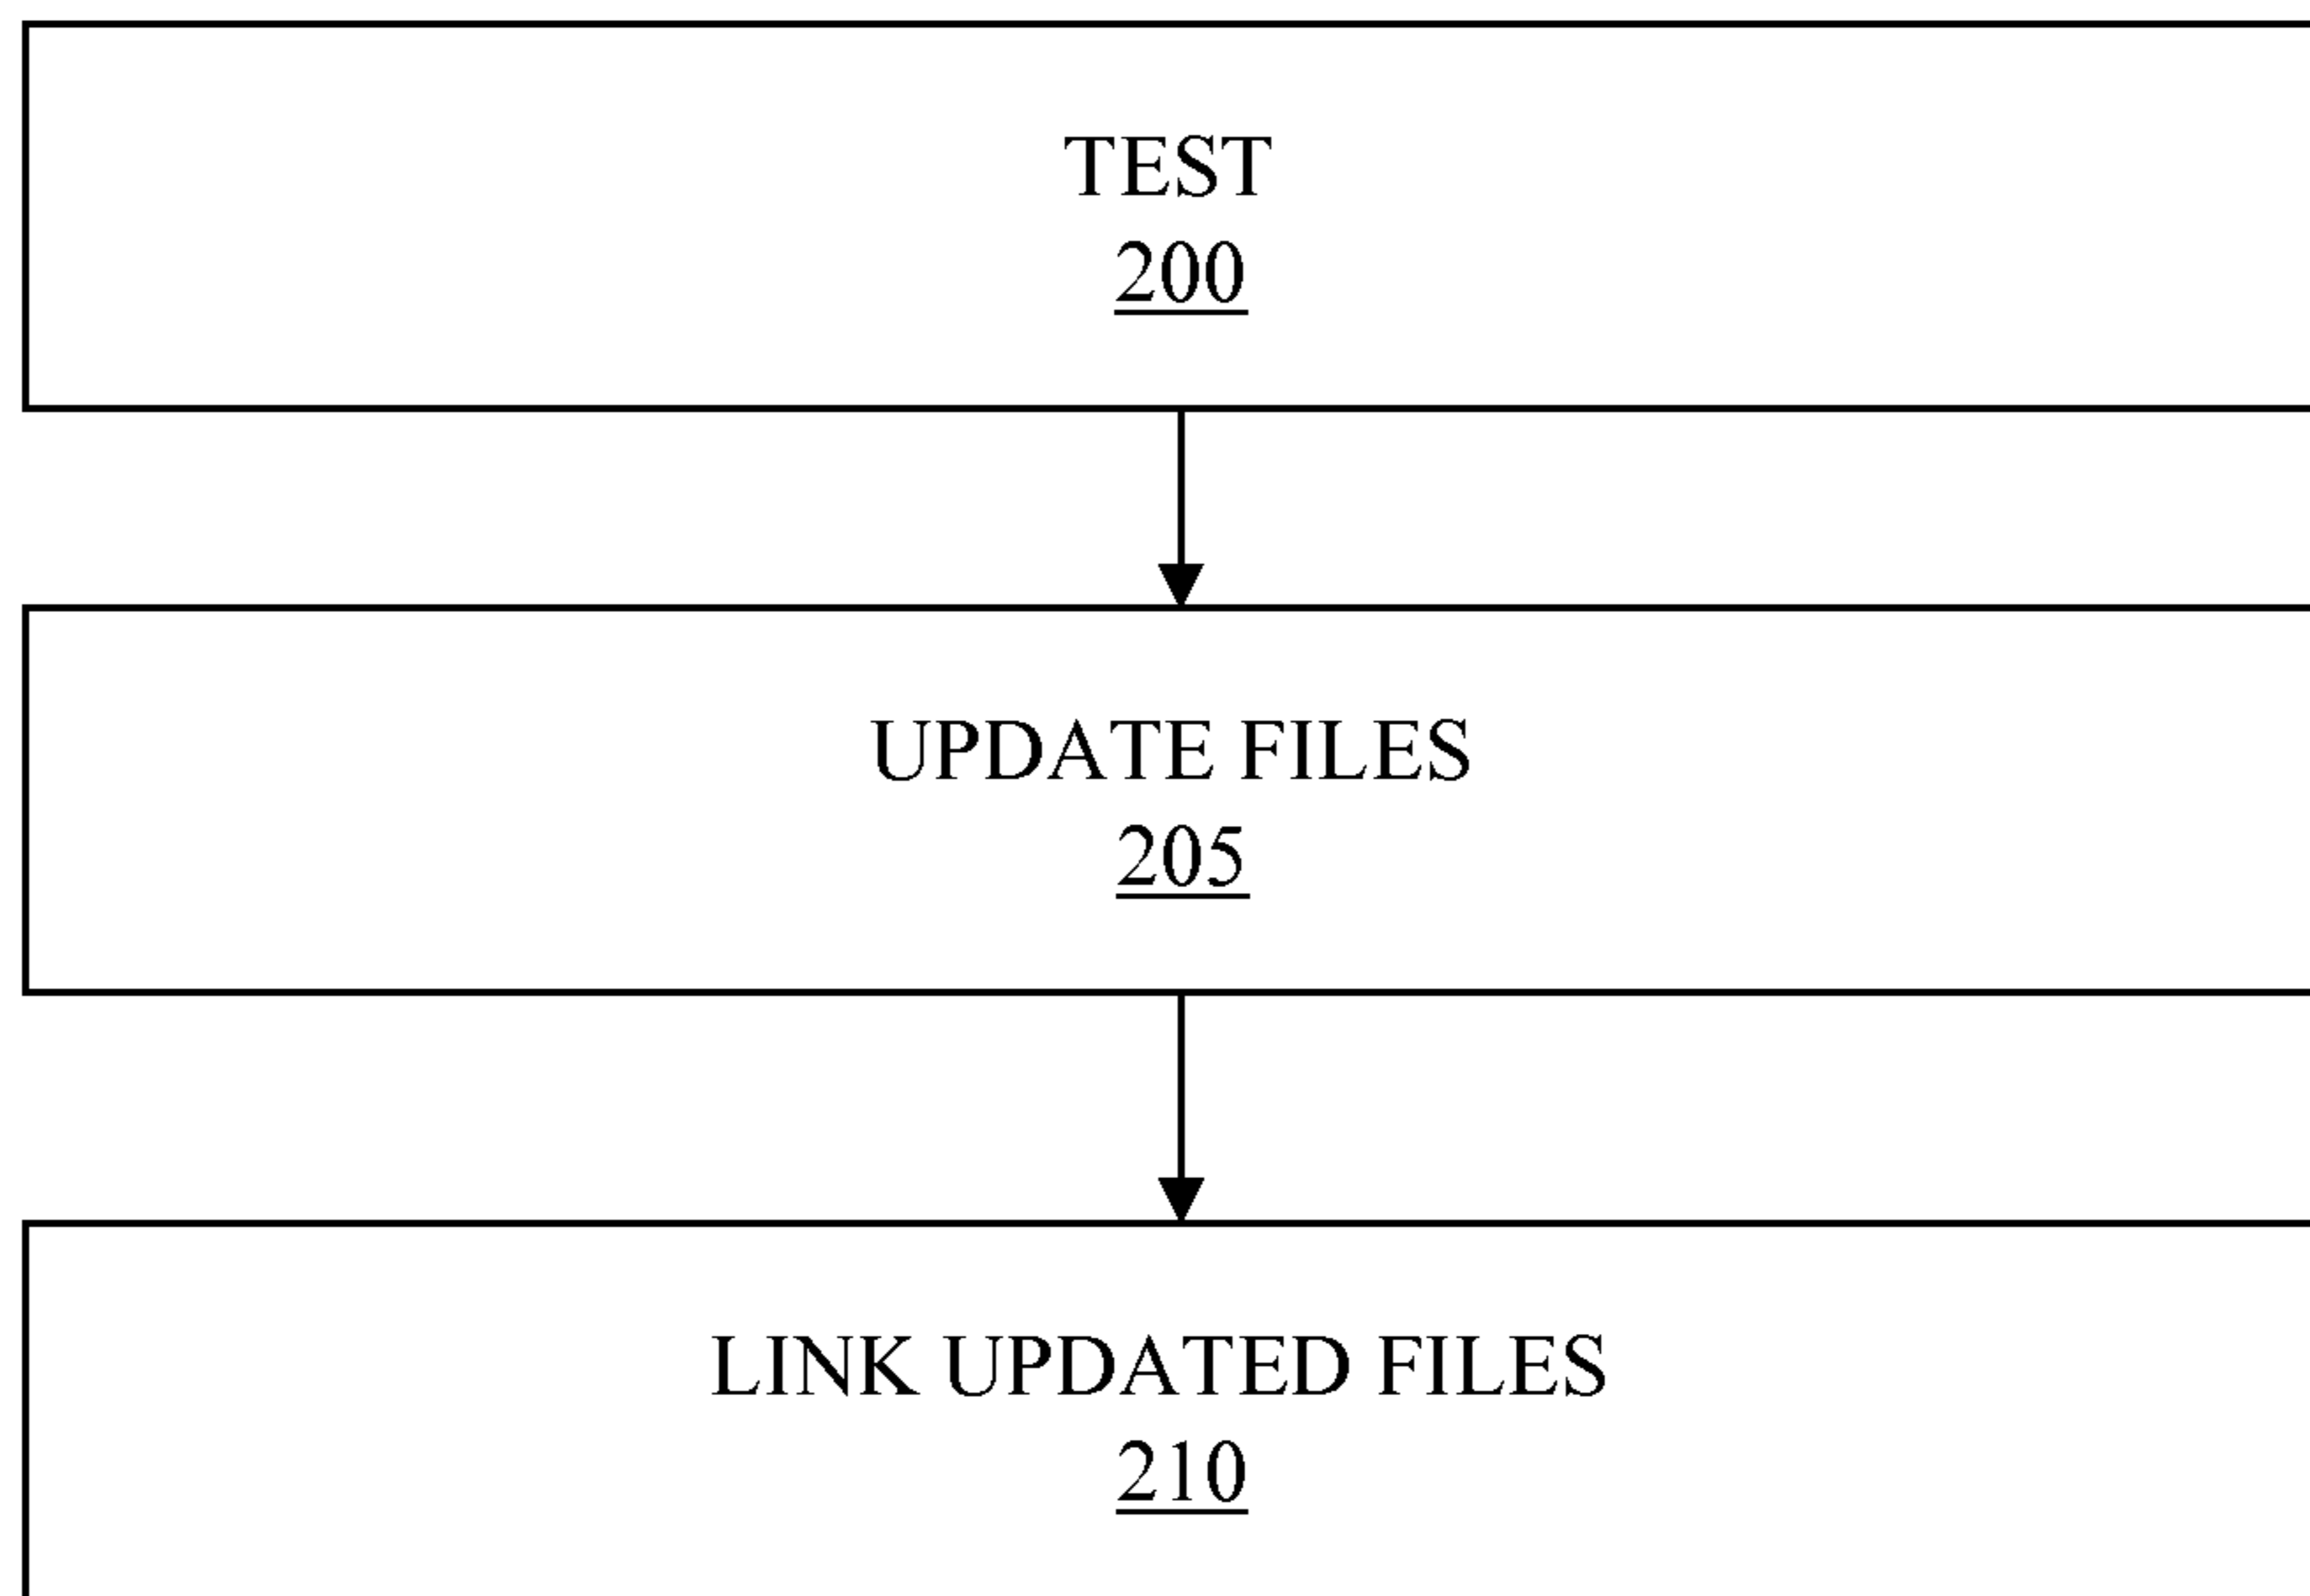 TEST
200
UPDATE FILES
205
LINK UPDATED FILES
210